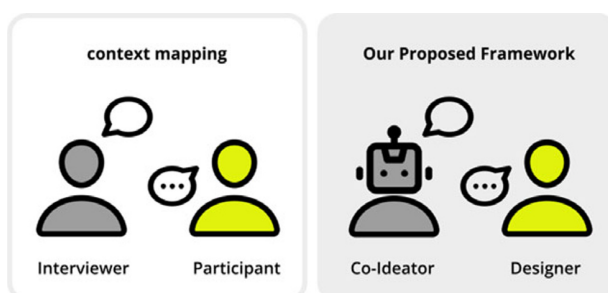 context mapping
Our Proposed Framework
Interviewer
Participant
Co-Ideator
Designer